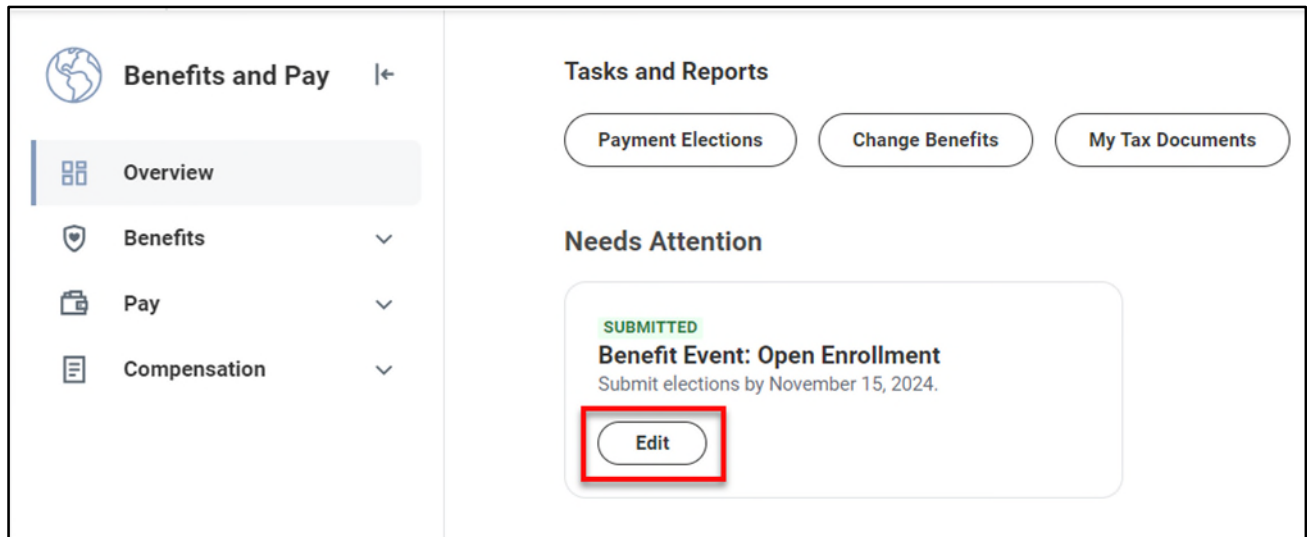 Benefits and Pay
Overview
Benefits
Pay
Compensation
Tasks and Reports
Payment Elections
Change Benefits
My Tax Documents
Needs Attention
SUBMITTED
Benefit Event: Open Enrollment
Submit elections by November 15, 2024.
Edit